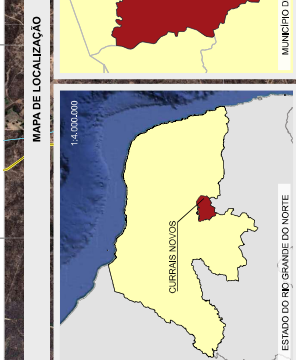 MAPA DE LOCALIZAÇÃO
MUNICÍPIO D
1:4.000.000
CURRAIS NOVOS
ESTADO DO RIO GRANDE DO NORTE